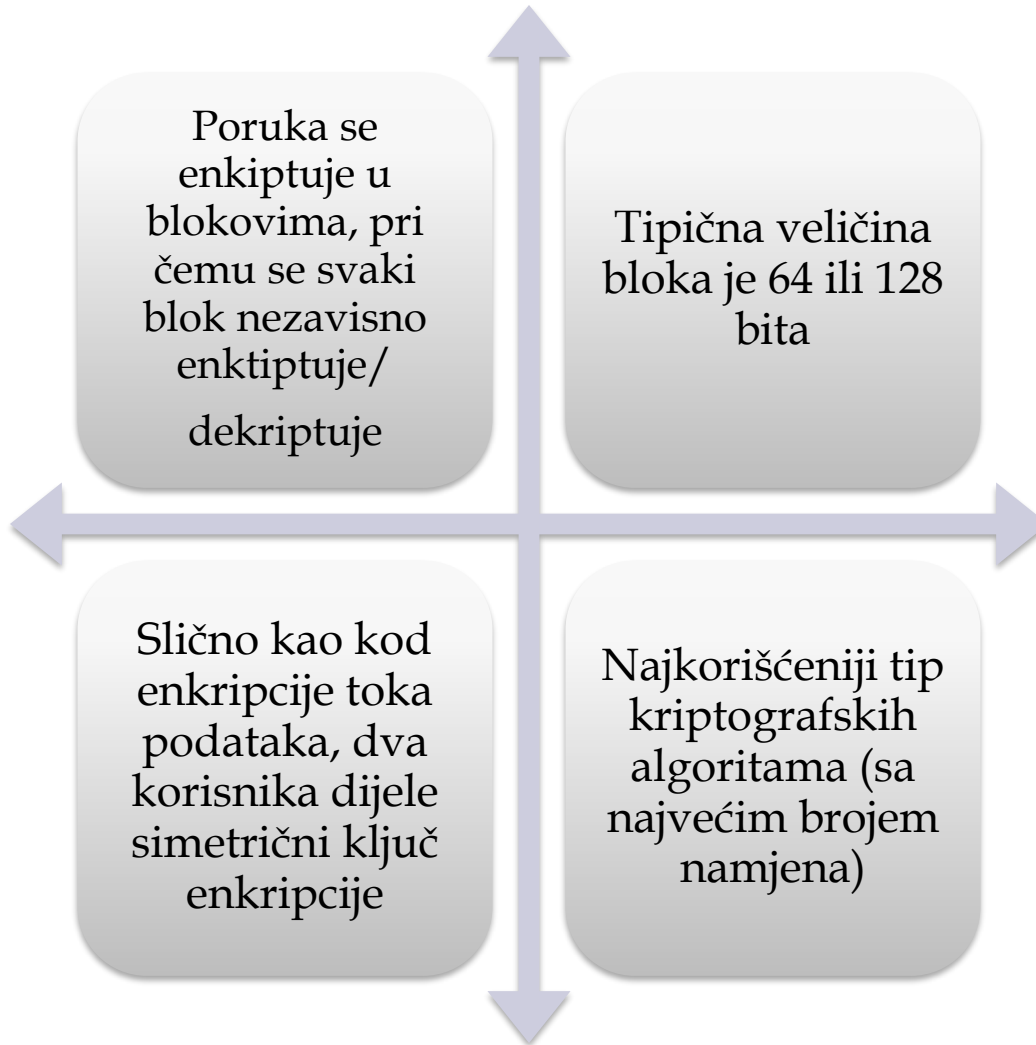 Poruka se
enkiptuje u
blokovima, pri
čemu se svaki
blok nezavisno
enktiptuje/
dekriptuje
Tipična veličina
bloka je 64 ili 128
bita
Slično kao kod
enkripcije toka
podataka, dva
korisnika dijele
simetrični ključ
enkripcije
Najkorišćeniji tip
kriptografskih
algoritama (sa
najvećim brojem
namjena)